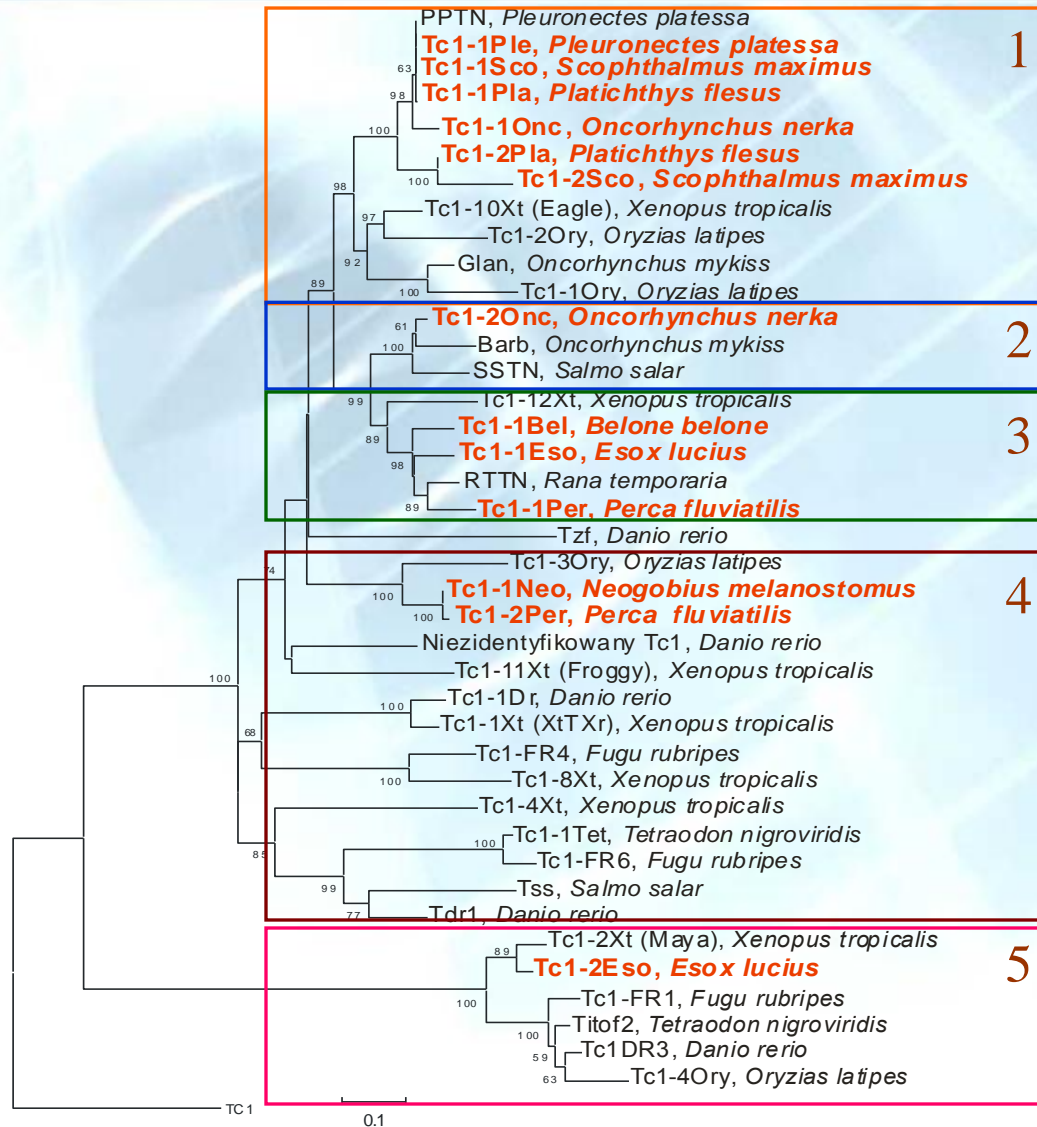 PPTN, Pleuronectes platessa
Tc1-1Ple, Pleuronectes platessa
1
63
Tc1-1Sco, Scophthalmus maximus
98
Tc1-1Pla, Platichthys flesus
100
Tc1-1Onc, Oncorhynchus nerka
Tc1-2Pla, Platichthys flesus
100
Tc1-2Sco, Scophthalmus maximus
98
97
Tc1-10Xt (Eagle), Xenopus tropicalis
Tc1-2Ory, Oryzias latipes
92
Glan, Oncorhynchus mykiss
89
100
Tc1-1Ory, Oryzias latipes
61
Tc1-2Onc, Oncorhynchus nerka
2
100
Barb, Oncorhynchus mykiss
SSTN, Salmo salar
99
Tc1-12Xt, Xenopus tropicalis
89
Tc1-1Bel, Belone belone
3
98
Tc1-1Eso, Esox lucius
RTTN, Rana temporaria
89
Tc1-1Per, Perca fluviatilis
Tzf, Danio rerio
74
Tc1-3Ory, Oryzias latipes
100
Tc1-1Neo, Neogobius melanostomus
4
100
Tc1-2Per, Perca fluviatilis
Niezidentyfikowany Tc1, Danio rerio
100
Tc1-11Xt (Froggy), Xenopus tropicalis
100
Tc1-1Dr, Danio rerio
68
Tc1-1Xt (XtTXr), Xenopus tropicalis
Tc1-FR4, Fugu rubripes
100
Tc1-8Xt, Xenopus tropicalis
Tc1-4Xt, Xenopus tropicalis
85
100
Tc1-1Tet, Tetraodon nigroviridis
Tc1-FR6, Fugu rubripes
99
Tss, Salmo salar
77
Tdr1, Danio rerio
89
Tc1-2Xt (Maya), Xenopus tropicalis
5
Tc1-2Eso, Esox lucius
100
Tc1-FR1, Fugu rubripes
100
Titof2, Tetraodon nigroviridis
59
Tc1DR3, Danio rerio
63
Tc1-4Ory, Oryzias latipes
TC1
0.1